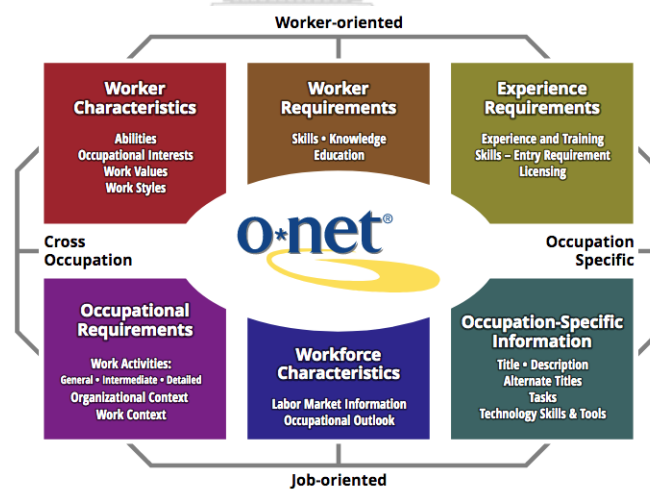 Worker-oriented
Worker
Characteristics
Abilities
Occupational Interests
Work Values
Work Styles
Worker
Requirements
Skills • Knowledge
Education
Experience
Requirements
Experience and Training
Skills – Entry Requirement
Licensing
Cross
Occupation
o*net®
Occupation
Specific
Occupational
Requirements
Work Activities:
General • Intermediate • Detailed
Organizational Context
Work Context
Workforce
Characteristics
Labor Market Information
Occupational Outlook
Occupation-Specific
Information
Title • Description
Alternate Titles
Tasks
Technology Skills & Tools
Job-oriented